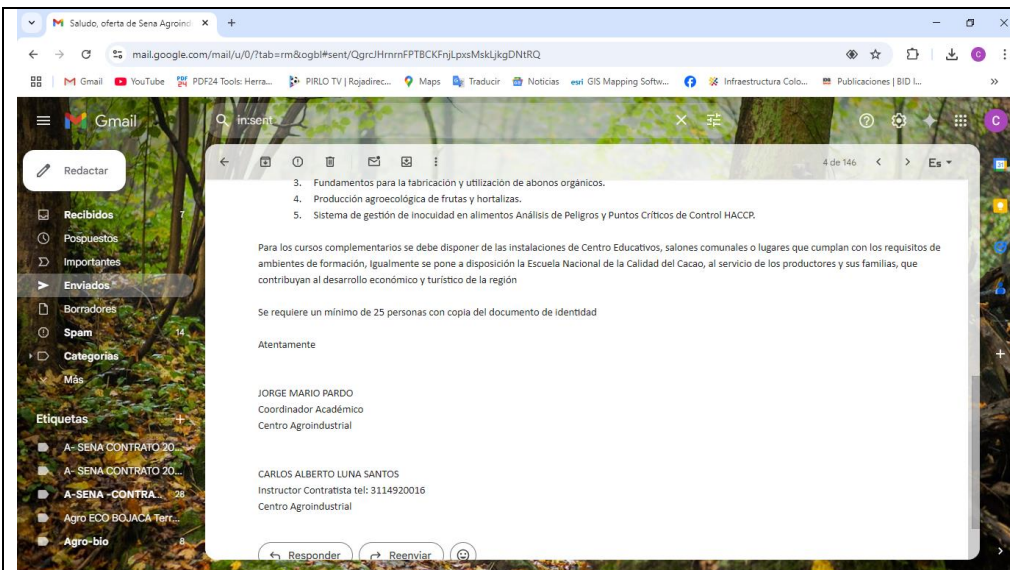 Saludo, oferta de Sena Agroind
mail.google.com/mail/u/0/?tab=rm&ogbl#sent/QgrcJHrnrnFPTBCKFnjLpxsMskLjkgDNtRQ
C
Gmail YouTube PDF24 Tools: Herra... PIRLO TV | Rojadirec... Maps Traducir Noticias esri GIS Mapping Softw... Infraestructura Colo... Publicaciones | BID I...
Gmail
in:sent
C
Redactar
4 de 146
Es
Recibidos 7
Pospuestos
Importantes
Enviados
Borradores
Spam 14
Categorías
Más
Etiquetas
A- SENA CONTRATO 20...
A- SENA CONTRATO 20...
A-SENA -CONTRA... 28
Agro ECO BOJACA Terr...
Agro-bio 8
3. Fundamentos para la fabricación y utilización de abonos orgánicos.
4. Producción agroecológica de frutas y hortalizas.
5. Sistema de gestión de inocuidad en alimentos Análisis de Peligros y Puntos Críticos de Control HACCP.
Para los cursos complementarios se debe disponer de las instalaciones de Centro Educativos, salones comunales o lugares que cumplan con los requisitos de
ambientes de formación, Igualmente se pone a disposición la Escuela Nacional de la Calidad del Cacao, al servicio de los productores y sus familias, que
contribuyan al desarrollo económico y turístico de la región
Se requiere un mínimo de 25 personas con copia del documento de identidad
Atentamente
JORGE MARIO PARDO
Coordinador Académico
Centro Agroindustrial
CARLOS ALBERTO LUNA SANTOS
Instructor Contratista tel: 3114920016
Centro Agroindustrial
Responder Reenviar